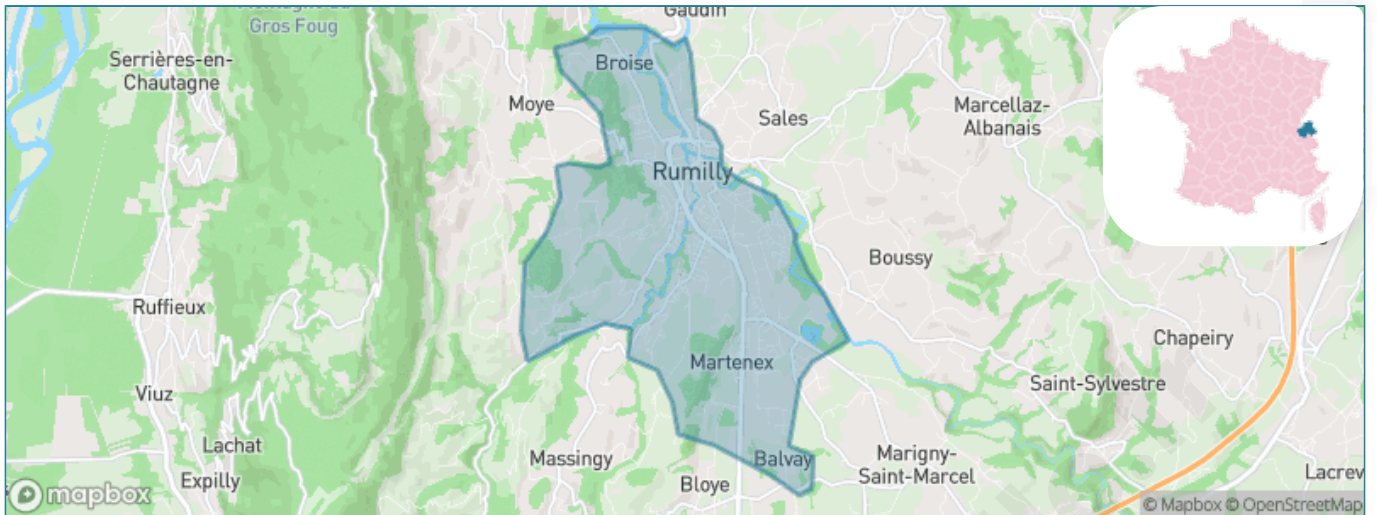 Gros Foug
Gaudin
Serrières-en-
Chautagne
Broise
Moye
Sales
Marcellaz-
Albanais
Rumilly
Boussy
Ruffieux
Chapeiry
Martenex
Saint-Sylvestre
Viuz
Lachat
Expilly
Massingy
Balvay
Bloye
Marigny-
Saint-Marcel
Lacrev
mapbox
© Mapbox © OpenStreetMap